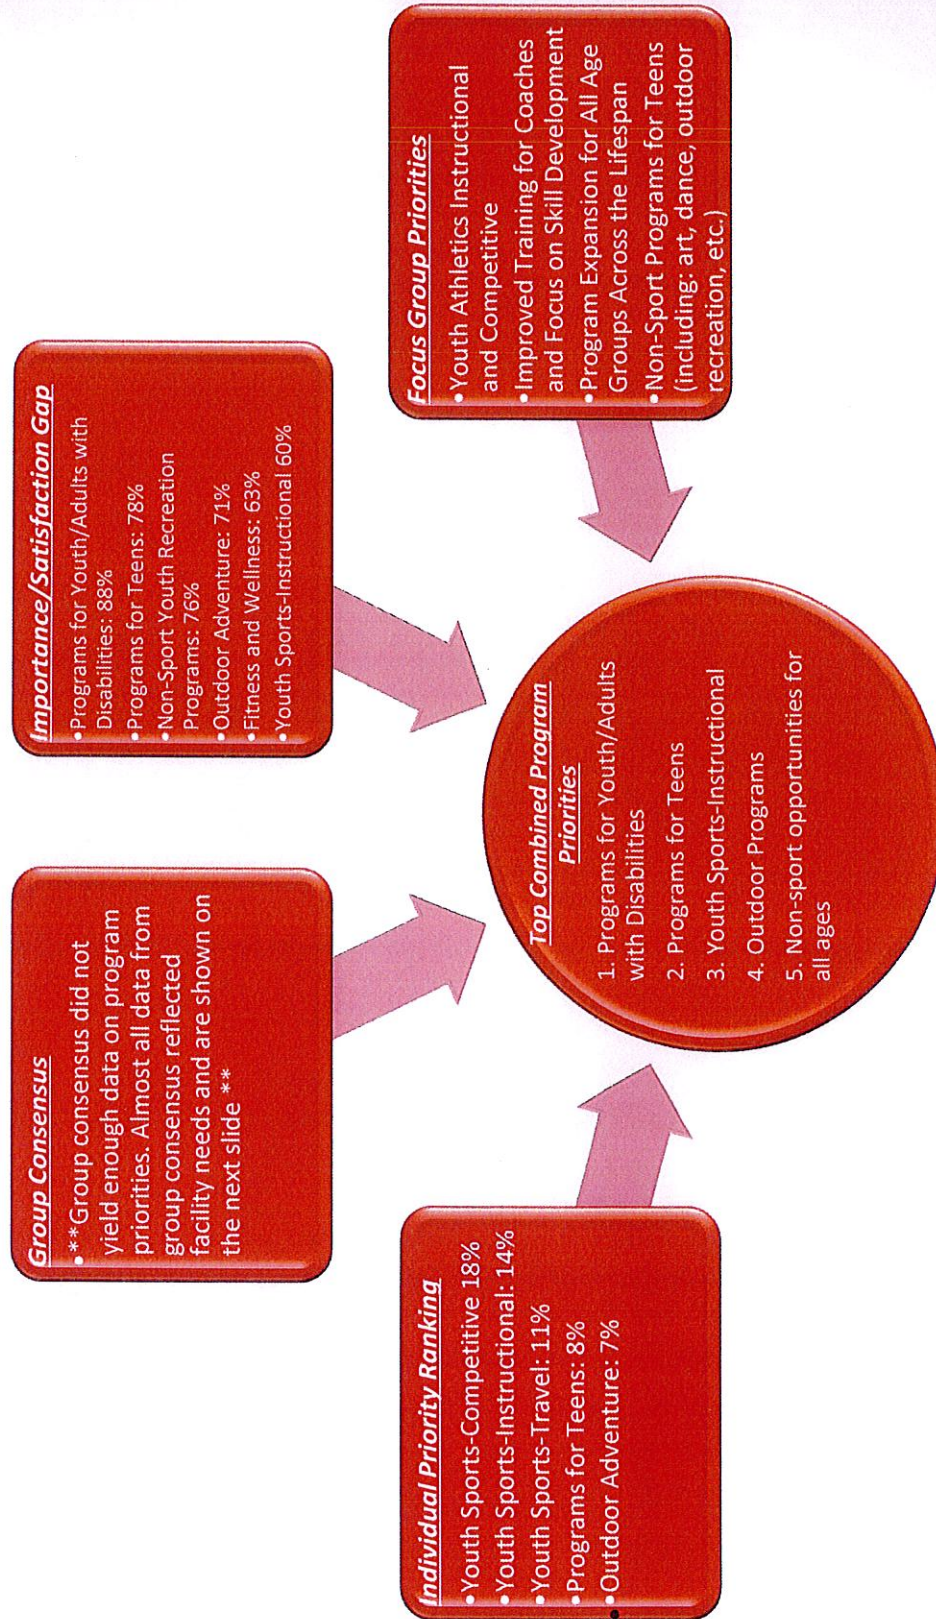 Group Consensus
•**Group consensus did not
yield enough data on program
priorities. Almost all data from
group consensus reflected
facility needs and are shown on
the next slide **
Importance/Satisfaction Gap
•Programs for Youth/Adults with
Disabilities: 88%
•Programs for Teens: 78%
•Non-Sport Youth Recreation
Programs: 76%
•Outdoor Adventure: 71%
•Fitness and Wellness: 63%
•Youth Sports-Instructional 60%
Individual Priority Ranking
•Youth Sports-Competitive 18%
•Youth Sports-Instructional: 14%
•Youth Sports-Travel: 11%
•Programs for Teens: 8%
•Outdoor Adventure: 7%
•
Focus Group Priorities
•Youth Athletics Instructional
and Competitive
•Improved Training for Coaches
and Focus on Skill Development
•Program Expansion for All Age
Groups Across the Lifespan
•Non-Sport Programs for Teens
(including: art, dance, outdoor
recreation, etc.)
Top Combined Program
Priorities
1. Programs for Youth/Adults
with Disabilities
2. Programs for Teens
3. Youth Sports-Instructional
4. Outdoor Programs
5. Non-sport opportunities for
all ages